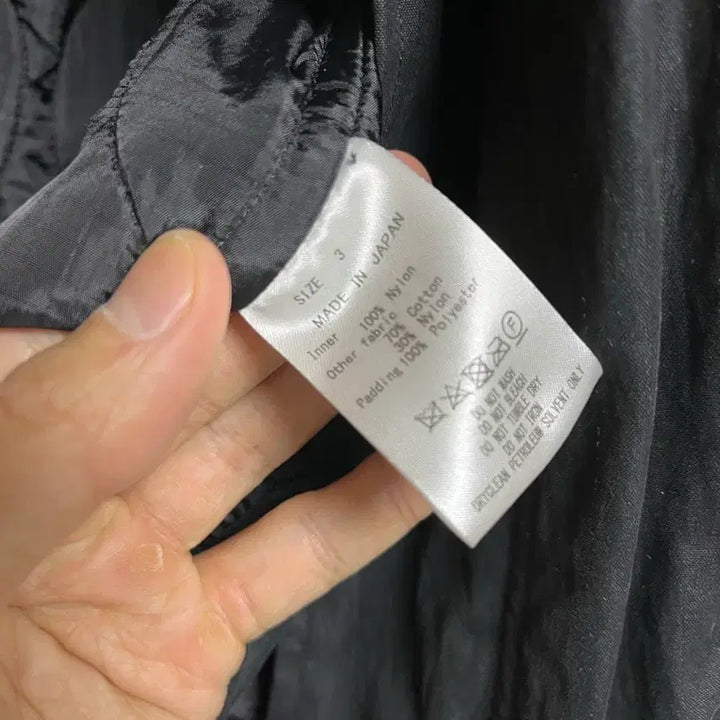 SIZE 3
MADE IN JAPAN
Inner 100% Nylon
Other fabric
70% Cotton
30% Nylon
Padding 100% Polyester
F
DO NOT WASH
DO NOT BLEACH
DO NOT TUMBLE DRY
DO NOT IRON
DRYCLEAN PETROLEUM SOLVENT ONLY